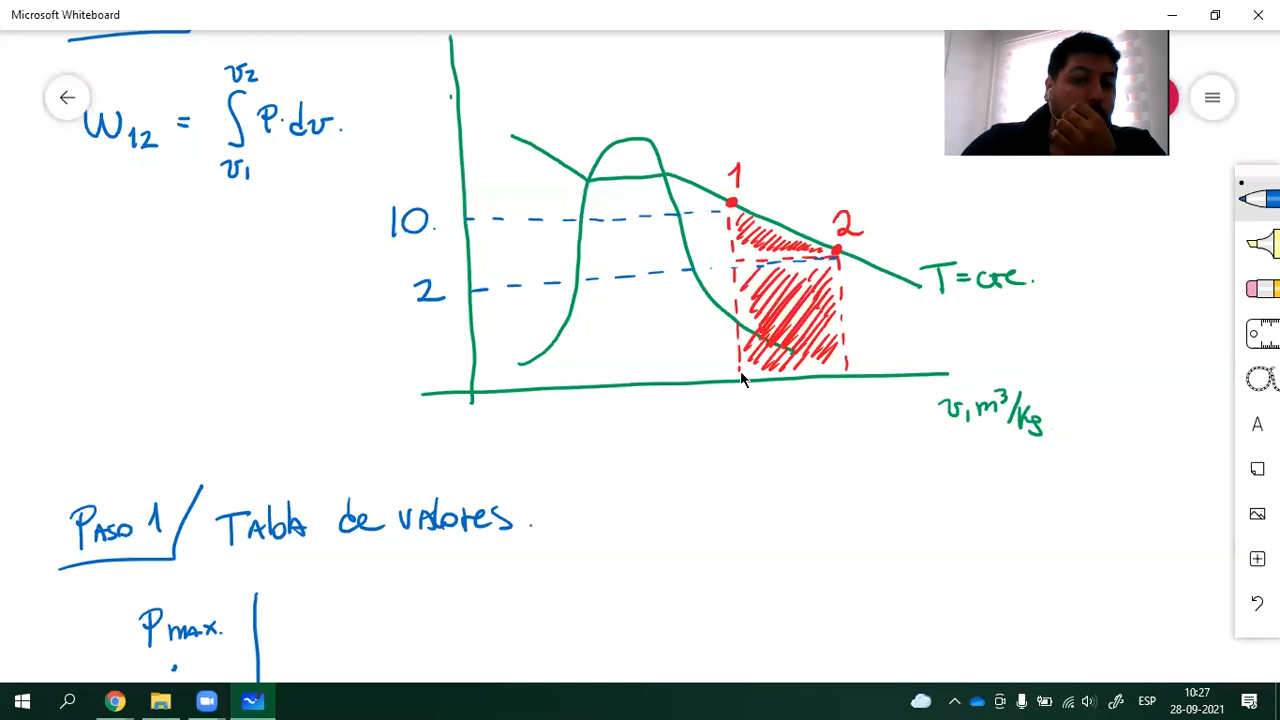 Microsoft Whiteboard
W12 = ∫ P. dv.
v2
v1
1
10.
2
2
T=cte.
v, m³/kg
Paso 1/ Tabla de valores.
Pmax.
A
ESP
10:27
28-09-2021